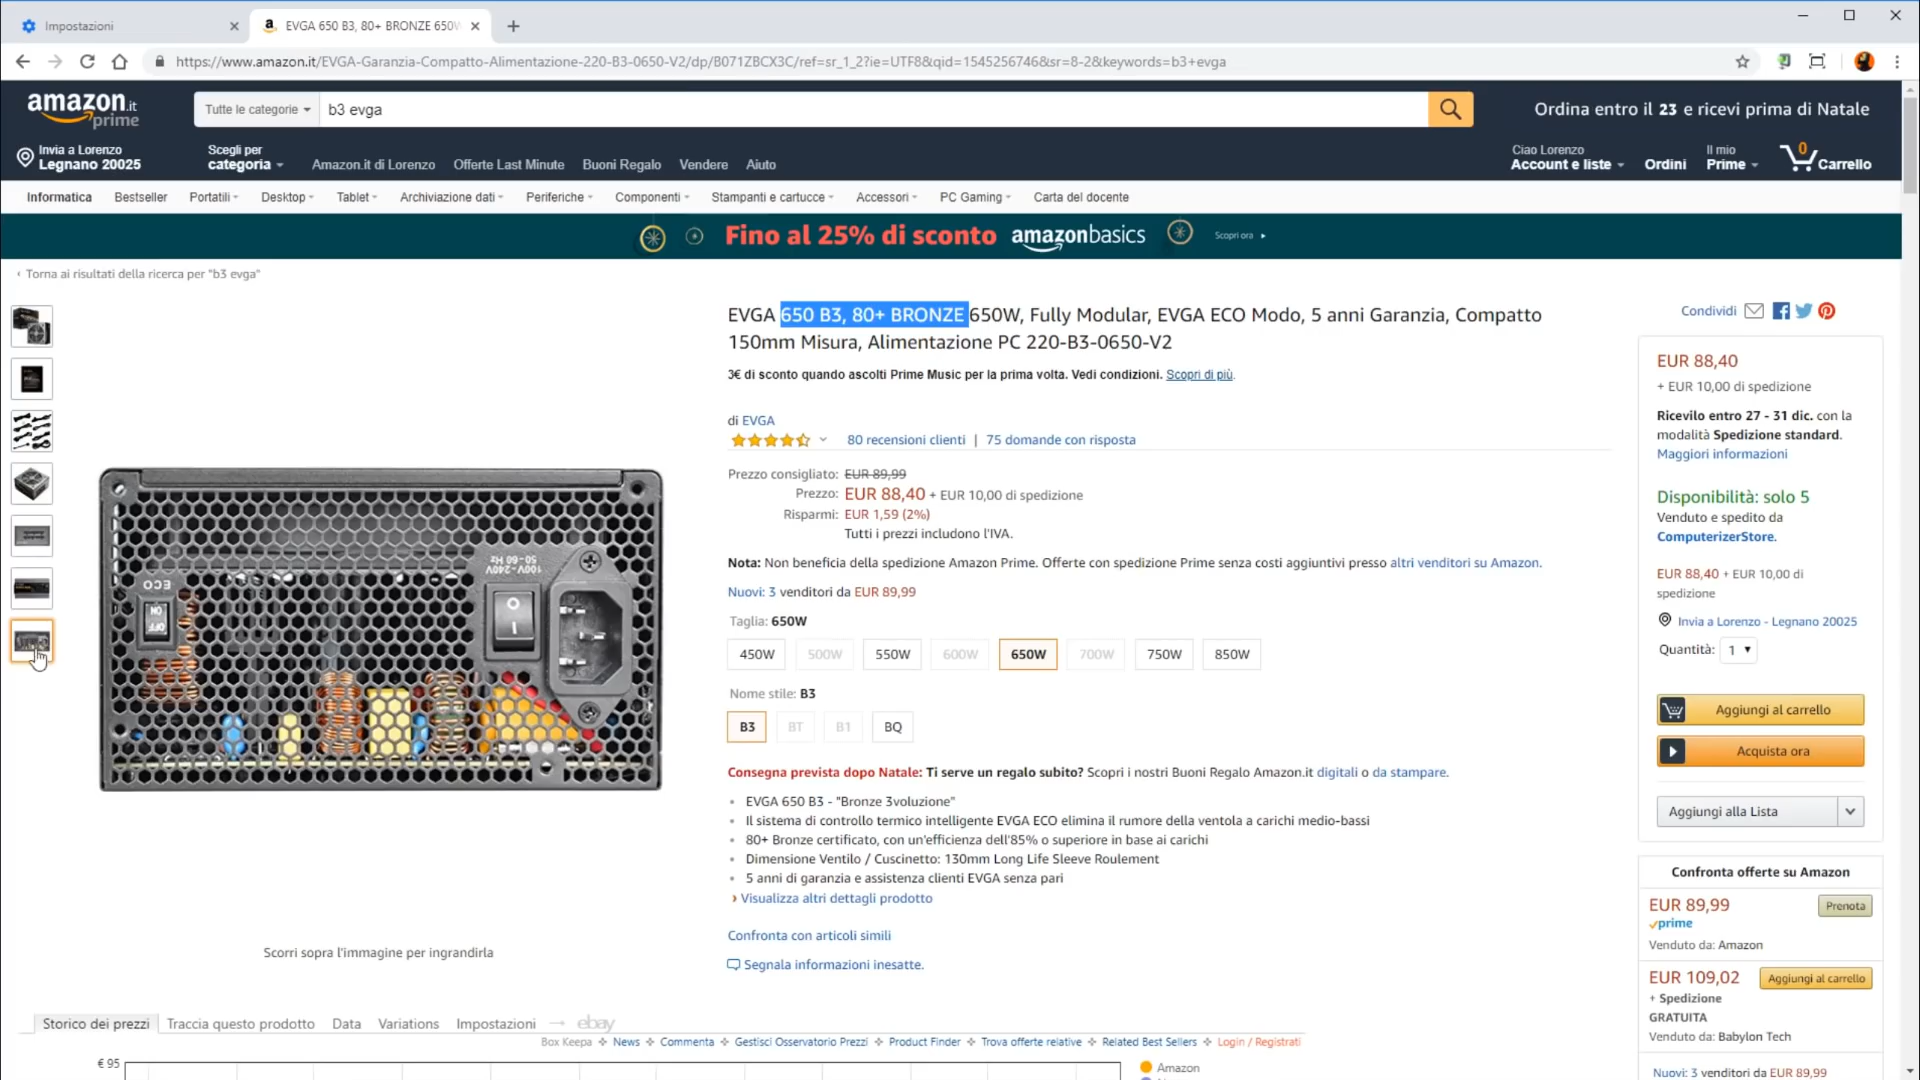 Impostazioni
EVGA 650 B3, 80+ BRONZE 650W
https://www.amazon.it/EVGA-Garanzia-Compatto-Alimentazione-220-B3-0650-V2/dp/B071ZBCX3C/ref=sr_1_2?ie=UTF8&qid=1545256746&sr=8-2&keywords=b3+evga
amazon.it
prime
Tutte le categorie
b3 evga
Ordina entro il 23 e ricevi prima di Natale
Invia a Lorenzo
Legnano 20025
Scegli per
categoria
Amazon.it di Lorenzo
Offerte Last Minute
Buoni Regalo
Vendere
Aiuto
Ciao Lorenzo
Account e liste
Ordini
Il mio
Prime
0
Carrello
Informatica
Bestseller
Portatili
Desktop
Tablet
Archiviazione dati
Periferiche
Componenti
Stampanti e cartucce
Accessori
PC Gaming
Carta del docente
Fino al 25% di sconto amazonbasics
Scopri ora
‹ Torna ai risultati della ricerca per "b3 evga"
EVGA 650 B3, 80+ BRONZE 650W, Fully Modular, EVGA ECO Modo, 5 anni Garanzia, Compatto
150mm Misura, Alimentazione PC 220-B3-0650-V2
3€ di sconto quando ascolti Prime Music per la prima volta. Vedi condizioni. Scopri di più.
di EVGA
80 recensioni clienti | 75 domande con risposta
Prezzo consigliato: EUR 89,99
Prezzo: EUR 88,40 + EUR 10,00 di spedizione
Risparmi: EUR 1,59 (2%)
Tutti i prezzi includono l'IVA.
Nota: Non beneficia della spedizione Amazon Prime. Offerte con spedizione Prime senza costi aggiuntivi presso altri venditori su Amazon.
Nuovi: 3 venditori da EUR 89,99
Taglia: 650W
450W
500W
550W
600W
650W
700W
750W
850W
Nome stile: B3
B3
BT
B1
BQ
Consegna prevista dopo Natale: Ti serve un regalo subito? Scopri i nostri Buoni Regalo Amazon.it digitali o da stampare.
• EVGA 650 B3 - "Bronze 3voluzione"
• Il sistema di controllo termico intelligente EVGA ECO elimina il rumore della ventola a carichi medio-bassi
• 80+ Bronze certificato, con un'efficienza dell'85% o superiore in base ai carichi
• Dimensione Ventilo / Cuscinetto: 130mm Long Life Sleeve Roulement
• 5 anni di garanzia e assistenza clienti EVGA senza pari
› Visualizza altri dettagli prodotto
Confronta con articoli simili
Segnala informazioni inesatte.
ECO
ON
OFF
100V-240V
50-60 Hz
O
I
Scorri sopra l'immagine per ingrandirla
Condividi
EUR 88,40
+ EUR 10,00 di spedizione
Ricevilo entro 27 - 31 dic. con la
modalità Spedizione standard.
Maggiori informazioni
Disponibilità: solo 5
Venduto e spedito da
ComputerizerStore.
EUR 88,40 + EUR 10,00 di
spedizione
Invia a Lorenzo - Legnano 20025
Quantità: 1
Aggiungi al carrello
Acquista ora
Aggiungi alla Lista
Confronta offerte su Amazon
EUR 89,99
Prenota
prime
Venduto da: Amazon
EUR 109,02
Aggiungi al carrello
+ Spedizione
GRATUITA
Venduto da: Babylon Tech
Nuovi: 3 venditori da EUR 89,99
Storico dei prezzi
Traccia questo prodotto
Data
Variations
Impostazioni
→ ebay
Box Keepa
News
Commenta
Gestisci Osservatorio Prezzi
Product Finder
Trova offerte relative
Related Best Sellers
Login / Registrati
€ 95
Amazon